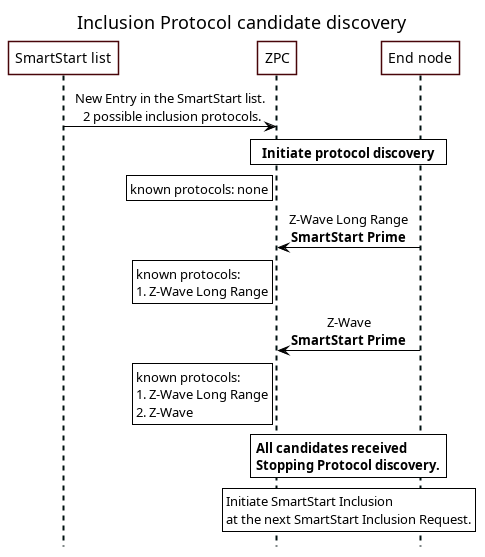 Inclusion Protocol candidate discovery
SmartStart list
ZPC
End node
New Entry in the SmartStart list.
2 possible inclusion protocols.
Initiate protocol discovery
known protocols: none
Z-Wave Long Range
SmartStart Prime
known protocols:
1. Z-Wave Long Range
Z-Wave
SmartStart Prime
known protocols:
1. Z-Wave Long Range
2. Z-Wave
All candidates received
Stopping Protocol discovery.
Initiate SmartStart Inclusion
at the next SmartStart Inclusion Request.